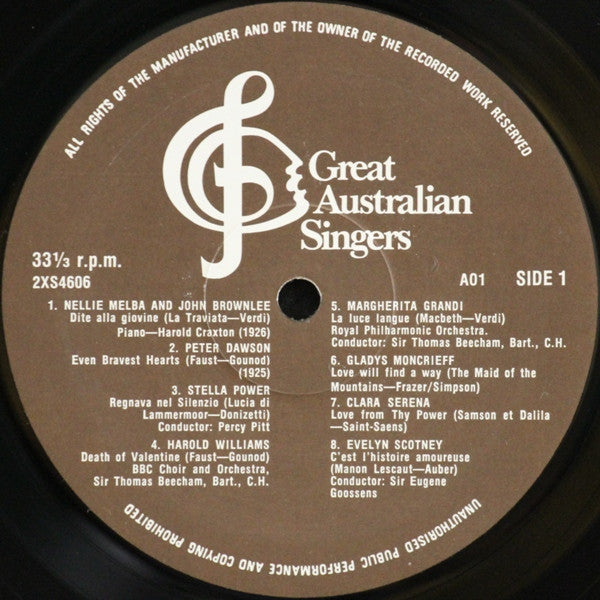 ALL RIGHTS OF THE MANUFACTURER AND OF THE OWNER OF THE RECORDED WORK RESERVED
Great
Australian
Singers
33⅓ r.p.m.
2XS4606
A01 SIDE 1
1. NELLIE MELBA AND JOHN BROWNLEE
Dite alla giovine (La Traviata—Verdi)
Piano—Harold Craxton (1926)
2. PETER DAWSON
Even Bravest Hearts (Faust—Gounod)
(1925)
3. STELLA POWER
Regnava nel Silenzio (Lucia di
Lammermoor—Donizetti)
Conductor: Percy Pitt
4. HAROLD WILLIAMS
Death of Valentine (Faust—Gounod)
BBC Choir and Orchestra,
Sir Thomas Beecham, Bart., C.H.
5. MARGHERITA GRANDI
La luce langue (Macbeth—Verdi)
Royal Philharmonic Orchestra.
Conductor: Sir Thomas Beecham, Bart., C.H.
6. GLADYS MONCRIEFF
Love will find a way (The Maid of the
Mountains—Frazer/Simpson)
7. CLARA SERENA
Love from Thy Power (Samson et Dalila
—Saint-Saens)
8. EVELYN SCOTNEY
C'est l'histoire amoureuse
(Manon Lescaut—Auber)
Conductor: Sir Eugene
Goossens
UNAUTHORISED PUBLIC PERFORMANCE AND COPYING PROHIBITED